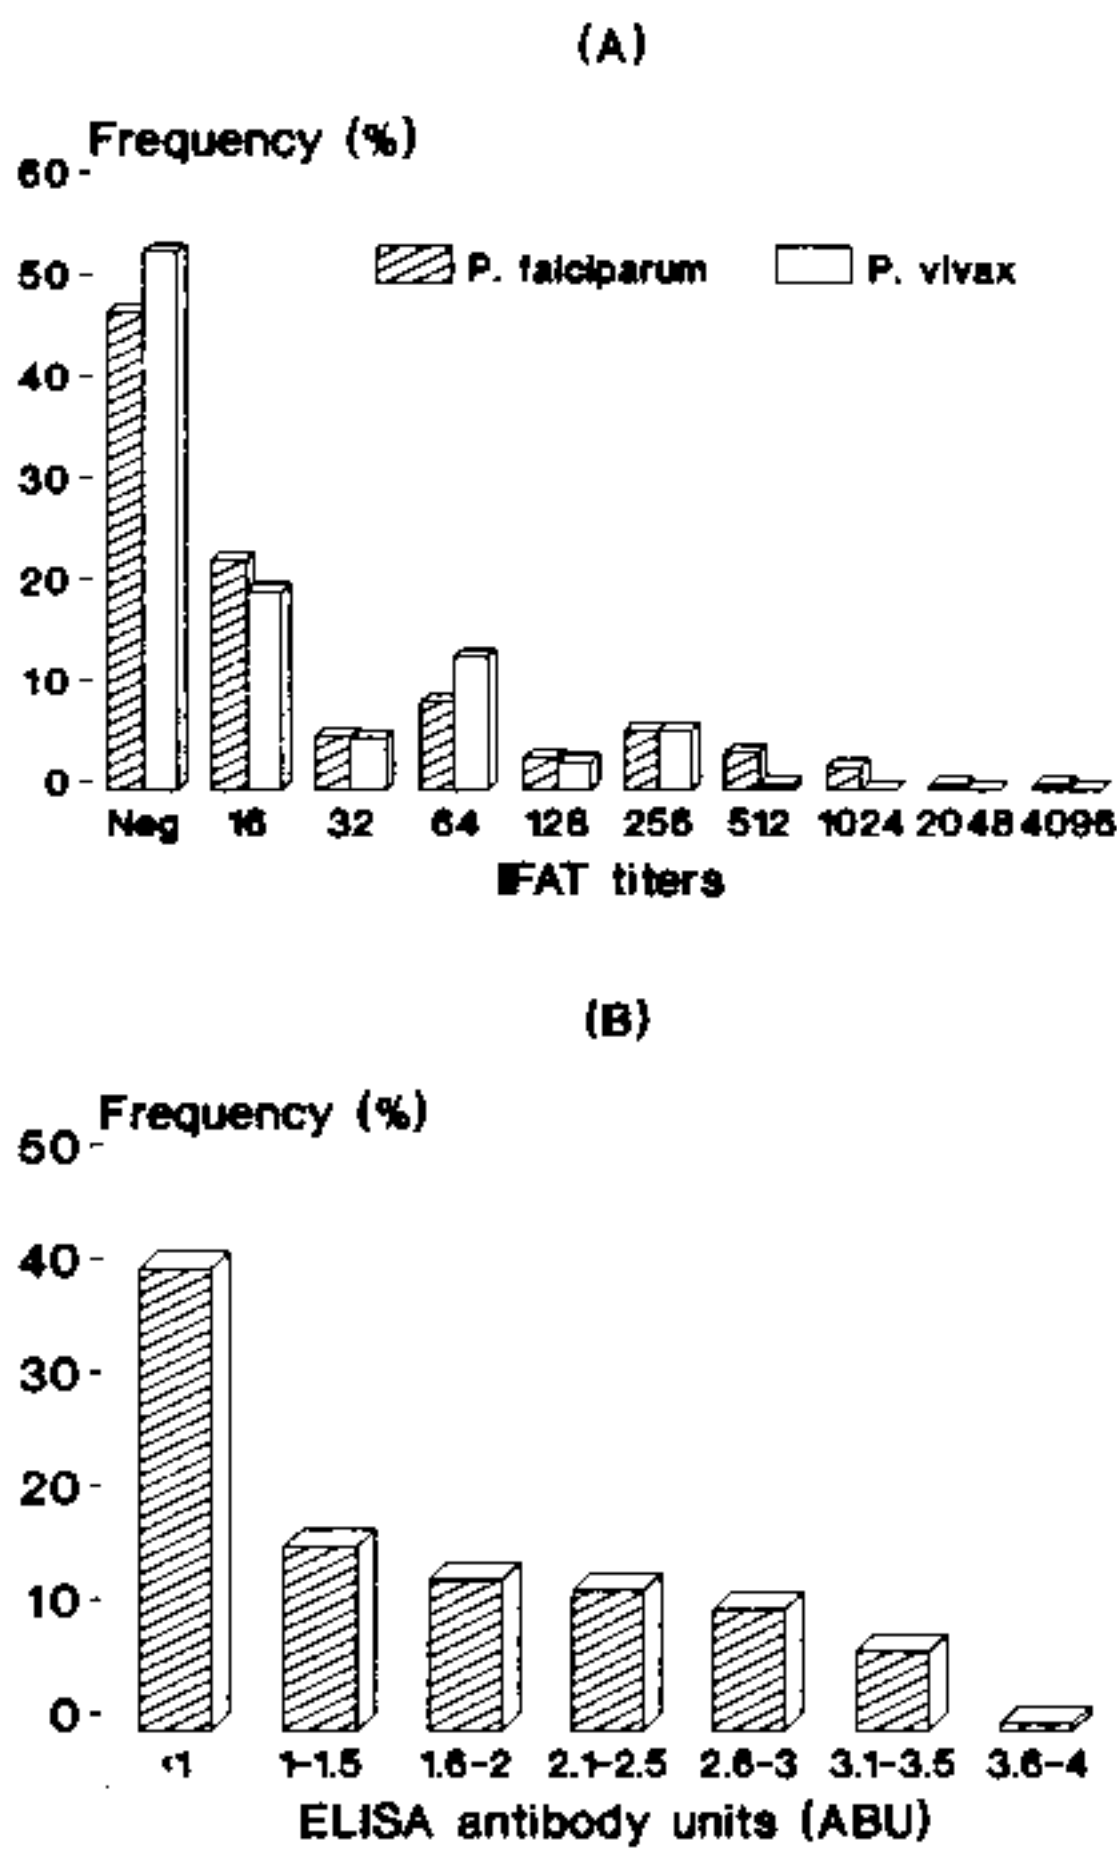 (A)
Frequency (%)
60
50
40
30
20
10
0
P. falciparum
P. vivax
Neg 16 32 64 128 256 512 1024 2048 4096
IFAT titers
(B)
Frequency (%)
50
40
30
20
10
0
<1 1-1.5 1.6-2 2.1-2.5 2.6-3 3.1-3.5 3.6-4
ELISA antibody units (ABU)